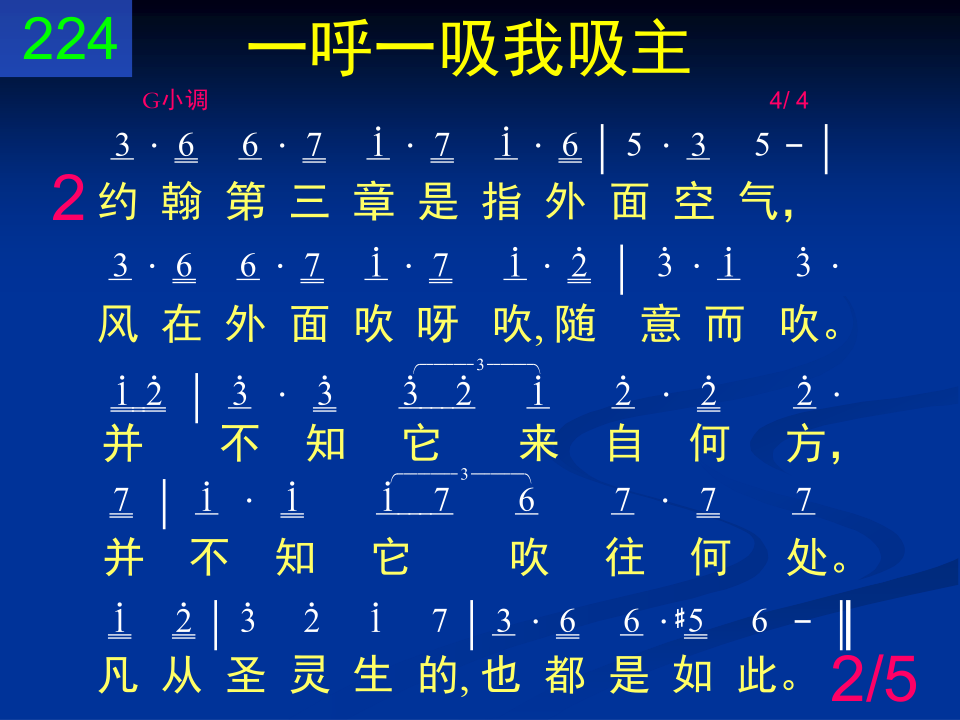 224
一呼一吸我吸主
G小调 4/ 4
3 · 6 6 · 7 i · 7 i · 6 | 5 · 3 5 - |
2 约 翰 第 三 章 是 指 外 面 空 气，
3 · 6 6 · 7 i · 7 i · 2̇ | 3̇ · i 3̇ ·
风 在 外 面 吹 呀 吹, 随 意 而 吹。
3
i 2̇ | 3̇ · 3̇ 3̇ 2̇ i 2̇ · 2̇ 2̇ ·
并 不 知 它 来 自 何 方，
3
7 | i · i i 7 6 7 · 7 7
并 不 知 它 吹 往 何 处。
i 2̇ | 3̇ 2̇ i 7 | 3 · 6 6 · #5 6 - ‖
凡 从 圣 灵 生 的, 也 都 是 如 此。
2/5